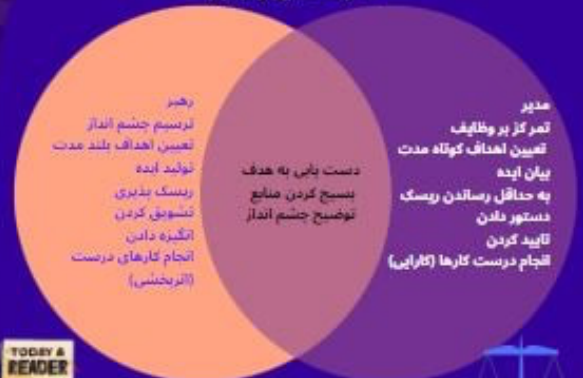 مدیر
تمرکز بر وظایف
تعیین اهداف کوتاه مدت
بیان ایده
به حداقل رساندن ریسک
دستور دادن
تایید کردن
انجام درست کارها (کارایی)
دست یابی به هدف
بسیج کردن منابع
توضیح چشم انداز
رهبر
ترسیم چشم انداز
تعیین اهداف بلند مدت
تولید ایده
ریسک پذیری
تشویق کردن
انگیزه دادن
انجام کارهای درست
(اثربخشی)
TODAY A
READER